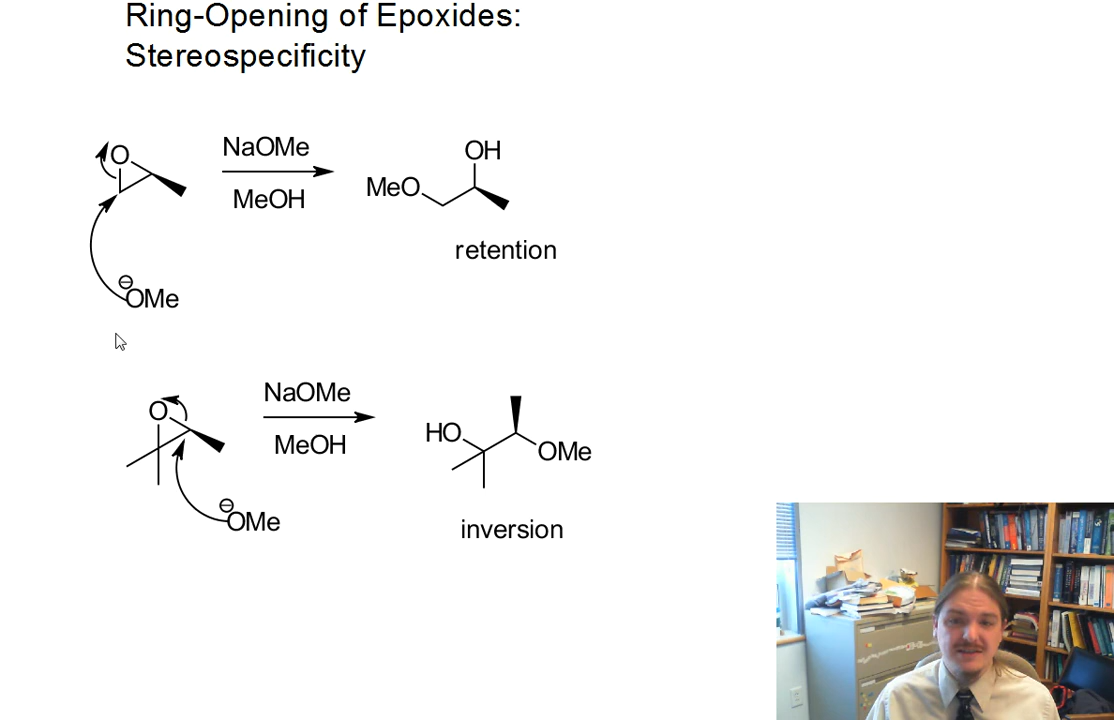 Ring-Opening of Epoxides:
Stereospecificity
O
NaOMe
MeOH
⊖
OMe
OH
MeO
retention
O
NaOMe
MeOH
⊖
OMe
HO
OMe
inversion